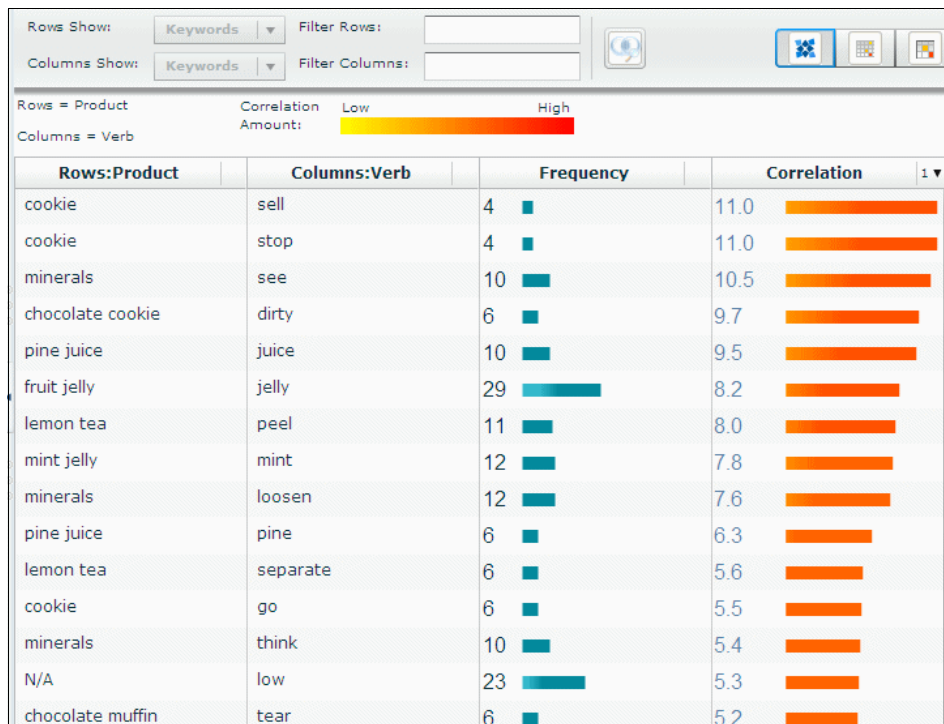 Rows Show: Keywords ▼ Filter Rows:
Columns Show: Keywords ▼ Filter Columns:
Rows = Product
Columns = Verb
Correlation Amount: Low High
Rows:Product Columns:Verb Frequency Correlation 1 ▼
cookie sell 4 11.0
cookie stop 4 11.0
minerals see 10 10.5
chocolate cookie dirty 6 9.7
pine juice juice 10 9.5
fruit jelly jelly 29 8.2
lemon tea peel 11 8.0
mint jelly mint 12 7.8
minerals loosen 12 7.6
pine juice pine 6 6.3
lemon tea separate 6 5.6
cookie go 6 5.5
minerals think 10 5.4
N/A low 23 5.3
chocolate muffin tear 6 5.2